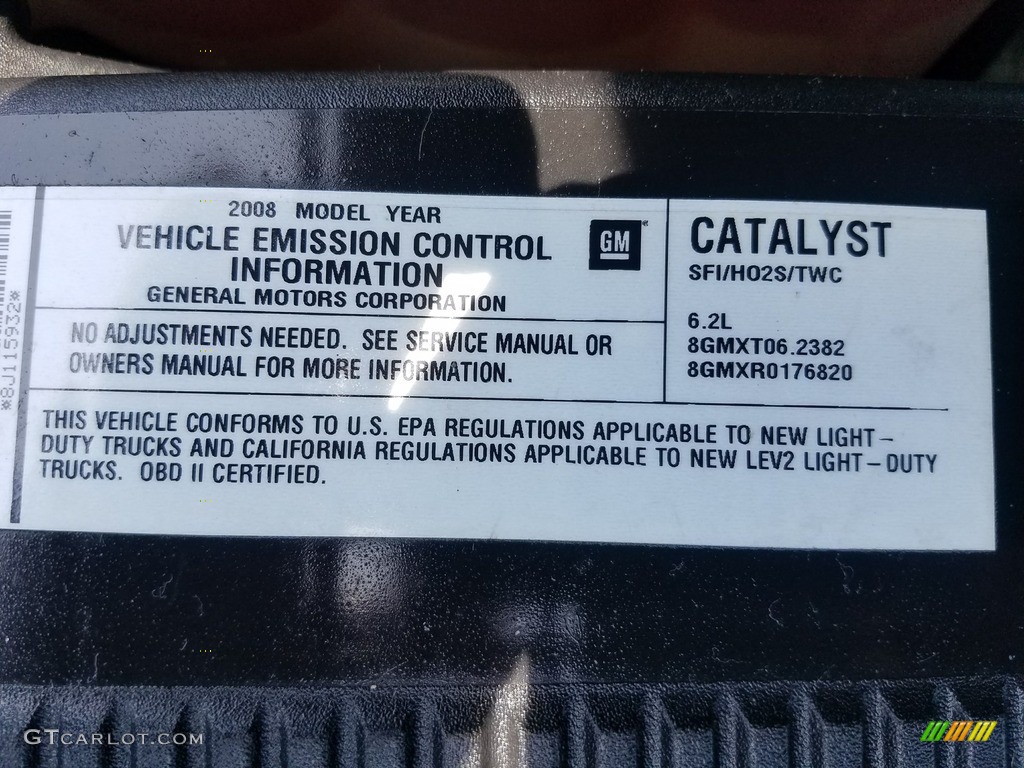 *8J115932*
2008 MODEL YEAR
VEHICLE EMISSION CONTROL
INFORMATION
GENERAL MOTORS CORPORATION
GM
NO ADJUSTMENTS NEEDED. SEE SERVICE MANUAL OR
OWNERS MANUAL FOR MORE INFORMATION.
CATALYST
SFI/HO2S/TWC
6.2L
8GMXT06.2382
8GMXR0176820
THIS VEHICLE CONFORMS TO U.S. EPA REGULATIONS APPLICABLE TO NEW LIGHT-
DUTY TRUCKS AND CALIFORNIA REGULATIONS APPLICABLE TO NEW LEV2 LIGHT-DUTY
TRUCKS. OBD II CERTIFIED.
GTCARLOT.COM